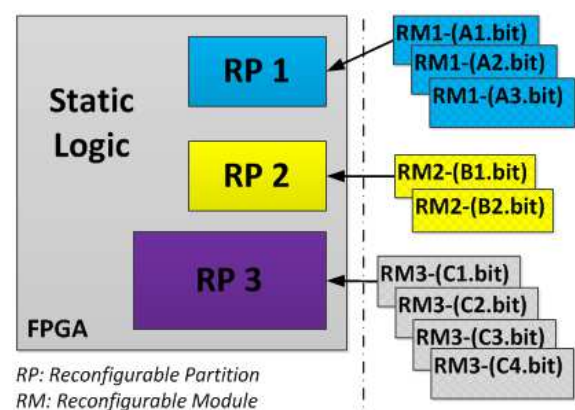 Static
Logic
RP 1
RP 2
RP 3
FPGA
RM1-(A1.bit)
RM1-(A2.bit)
RM1-(A3.bit)
RM2-(B1.bit)
RM2-(B2.bit)
RM3-(C1.bit)
RM3-(C2.bit)
RM3-(C3.bit)
RM3-(C4.bit)
RP: Reconfigurable Partition
RM: Reconfigurable Module